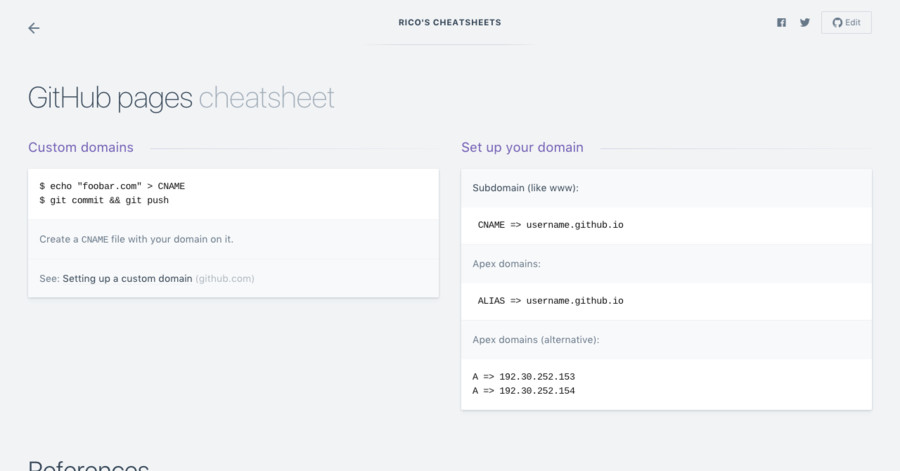 RICO'S CHEATSHEETS
Edit
GitHub pages cheatsheet
Custom domains
$ echo "foobar.com" > CNAME
$ git commit && git push
Create a CNAME file with your domain on it.
See: Setting up a custom domain (github.com)
Set up your domain
Subdomain (like www):
CNAME => username.github.io
Apex domains:
ALIAS => username.github.io
Apex domains (alternative):
A => 192.30.252.153
A => 192.30.252.154
References